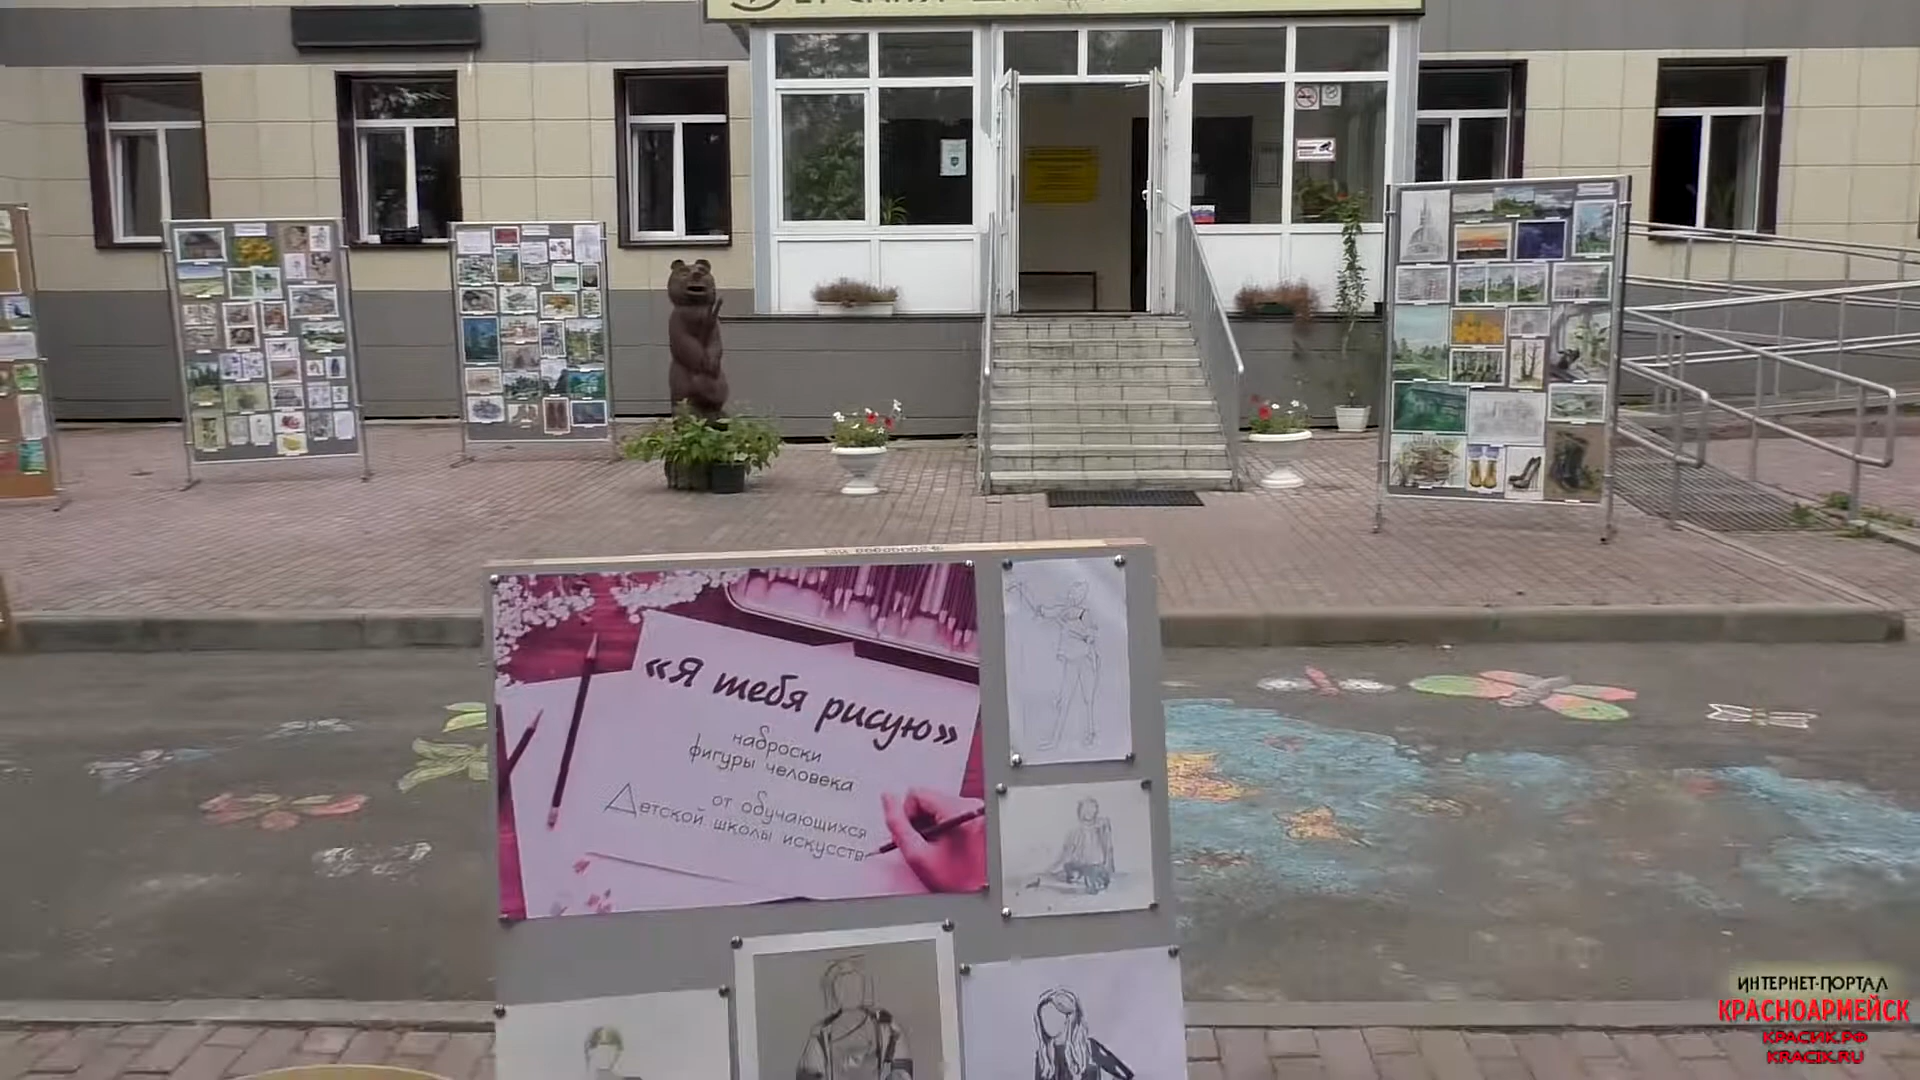 «Я тебя рисую»
наброски
фигуры человека
от обучающихся
Детской школы искусств
ИНТЕРНЕТ-ПОРТАЛ
КРАСНОАРМЕЙСК
КРАСИК.РФ
KRACIK.RU